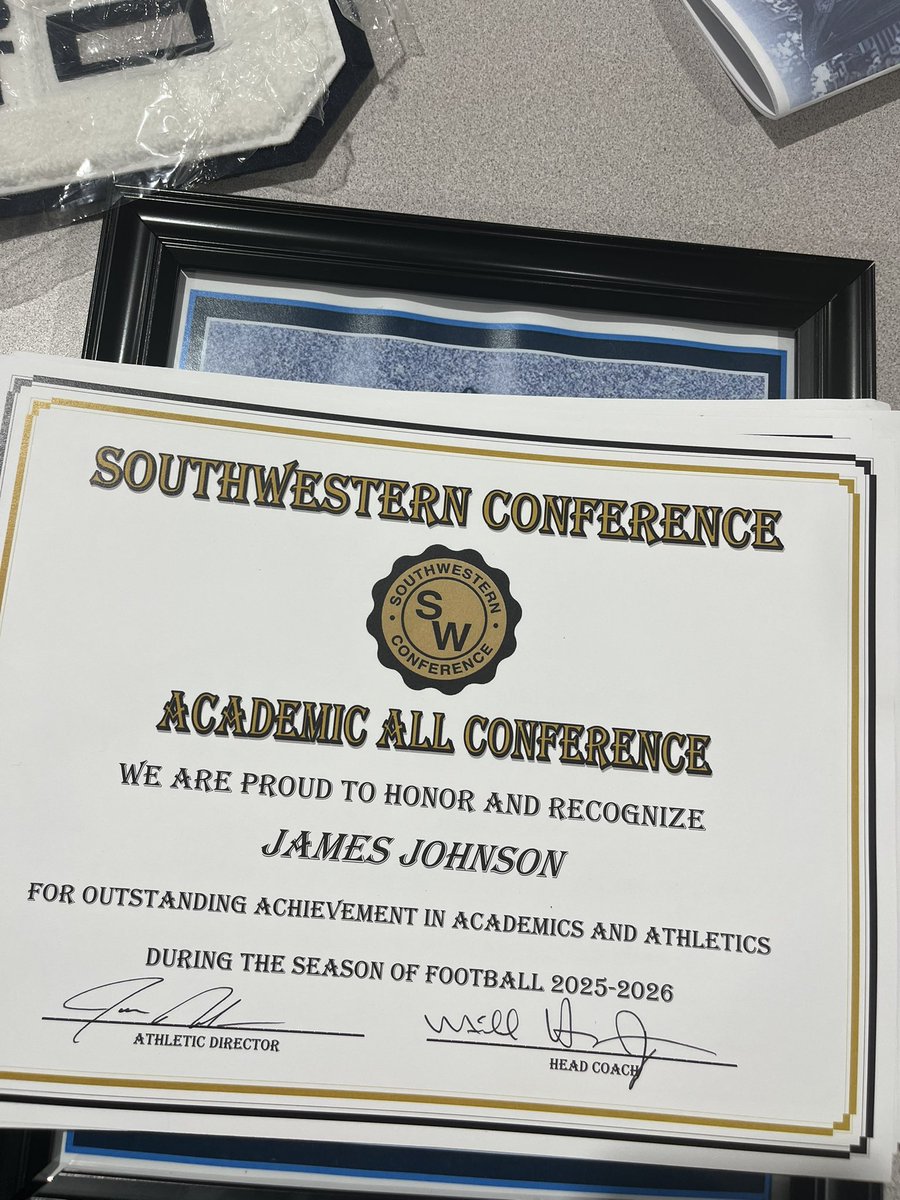 SOUTHWESTERN CONFERENCE
SOUTHWESTERN
SW
CONFERENCE
ACADEMIC ALL CONFERENCE
WE ARE PROUD TO HONOR AND RECOGNIZE
JAMES JOHNSON
FOR OUTSTANDING ACHIEVEMENT IN ACADEMICS AND ATHLETICS
DURING THE SEASON OF FOOTBALL 2025-2026
ATHLETIC DIRECTOR
HEAD COACH